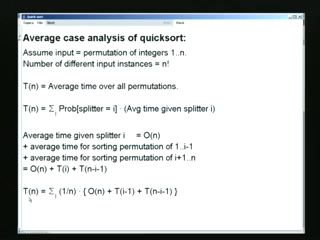 Average case analysis of quicksort:
Assume input = permutation of integers 1..n.
Number of different input instances = n!
T(n) = Average time over all permutations.
T(n) = Σi Prob[splitter = i] · (Avg time given splitter i)
Average time given splitter i = O(n)
+ average time for sorting permutation of 1..i-1
+ average time for sorting permutation of i+1..n
= O(n) + T(i) + T(n-i-1)
T(n) = Σi (1/n) · { O(n) + T(i-1) + T(n-i-1) }